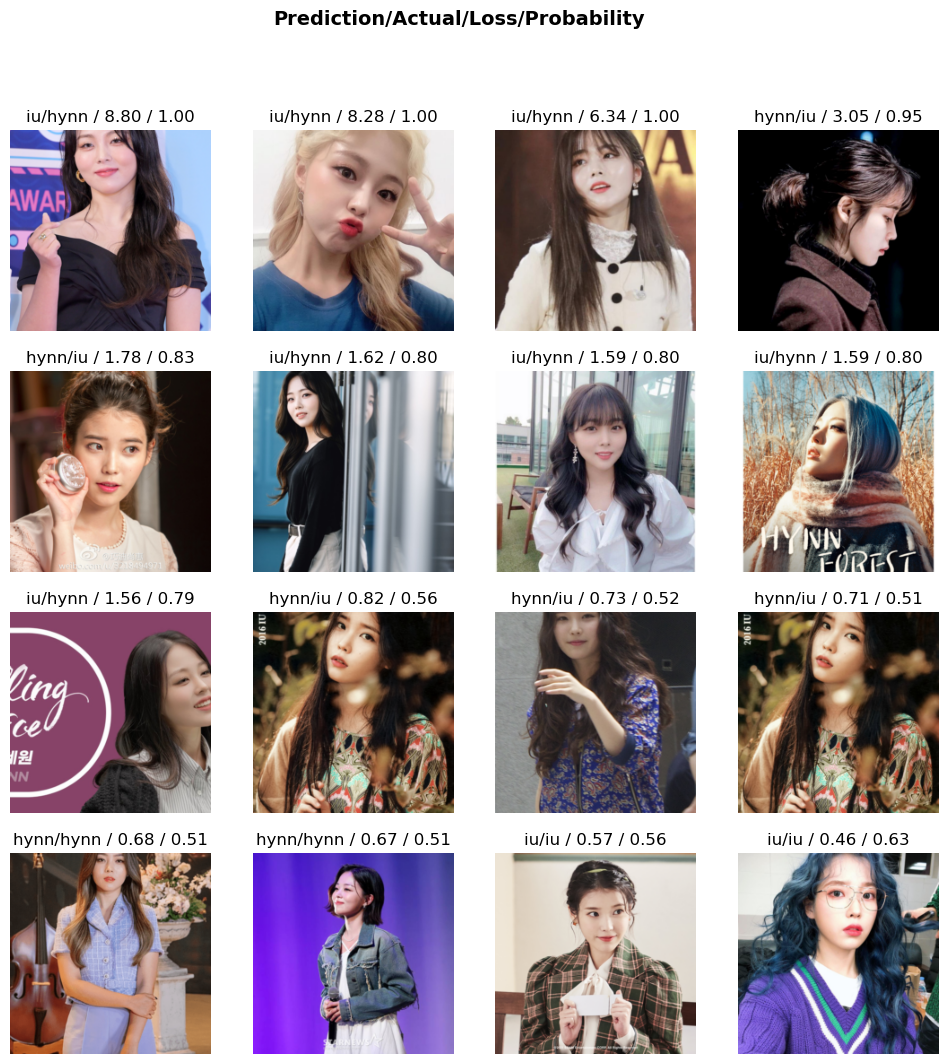 Prediction/Actual/Loss/Probability
iu/hynn / 8.80 / 1.00
iu/hynn / 8.28 / 1.00
iu/hynn / 6.34 / 1.00
hynn/iu / 3.05 / 0.95
AWAR
A
hynn/iu / 1.78 / 0.83
iu/hynn / 1.62 / 0.80
iu/hynn / 1.59 / 0.80
iu/hynn / 1.59 / 0.80
HYNN
FOREST
iu/hynn / 1.56 / 0.79
hynn/iu / 0.82 / 0.56
hynn/iu / 0.73 / 0.52
hynn/iu / 0.71 / 0.51
2016 IU
2016 IU
hynn/hynn / 0.68 / 0.51
hynn/hynn / 0.67 / 0.51
iu/iu / 0.57 / 0.56
iu/iu / 0.46 / 0.63